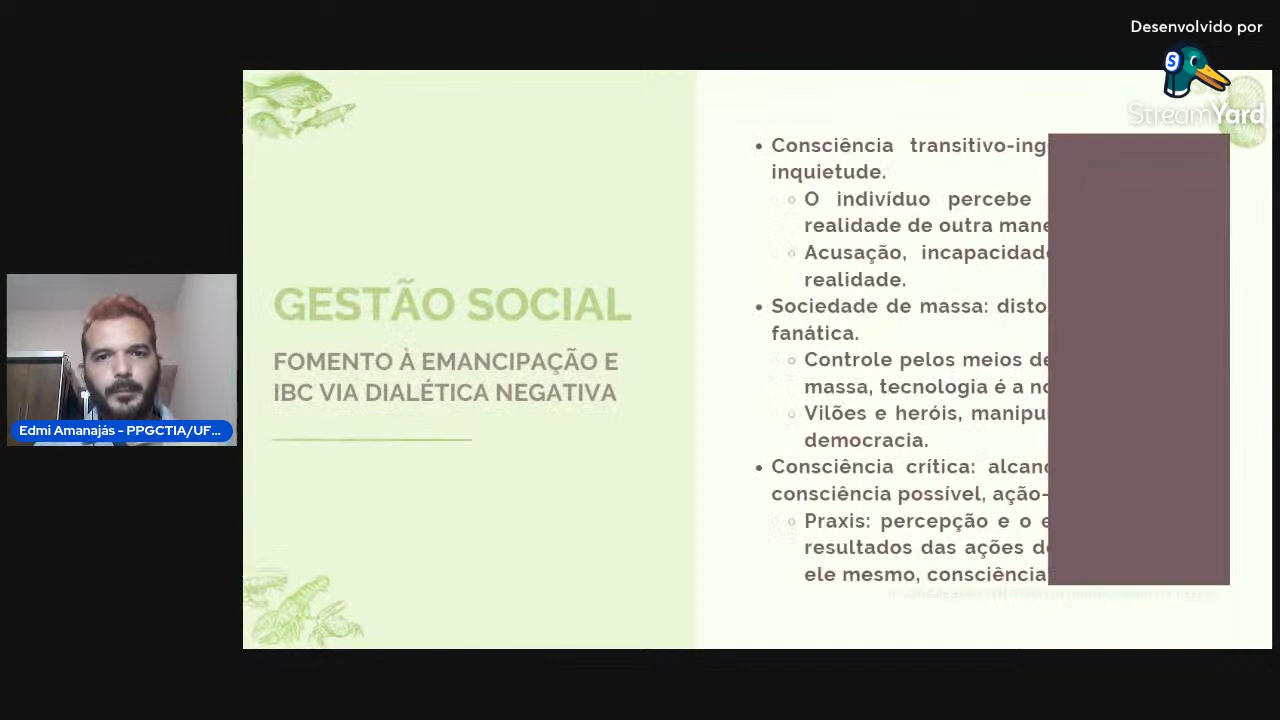 Desenvolvido por
StreamYard
GESTÃO SOCIAL
FOMENTO À EMANCIPAÇÃO E
IBC VIA DIALÉTICA NEGATIVA
Consciência transitivo-ing
inquietude.
O indivíduo percebe
realidade de outra mane
Acusação, incapacidade
realidade.
Sociedade de massa: disto
fanática.
Controle pelos meios de
massa, tecnologia é a no
Vilões e heróis, manipu
democracia.
Consciência crítica: alcanc
consciência possível, ação-
Praxis: percepção e o e
resultados das ações de
ele mesmo, consciência
Edmi Amanajás - PPGCTIA/UF...